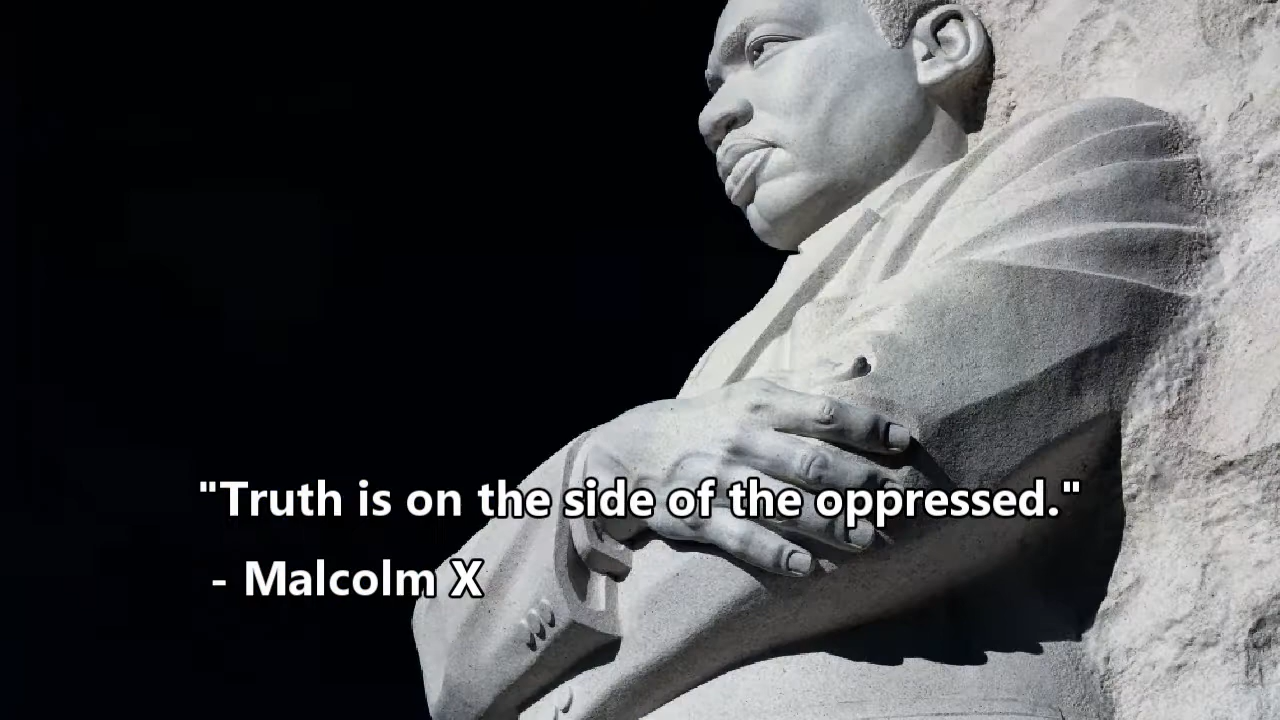 "Truth is on the side of the oppressed."
- Malcolm X